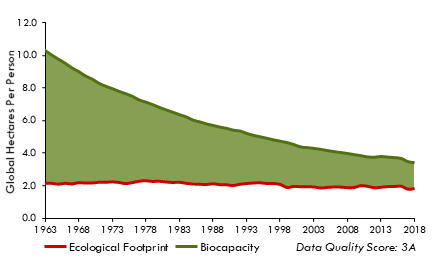 Global Hectares Per Person
12.0
10.0
8.0
6.0
4.0
2.0
0.0
1963 1968 1973 1978 1983 1988 1993 1998 2003 2008 2013 2018
Ecological Footprint Biocapacity Data Quality Score: 3A